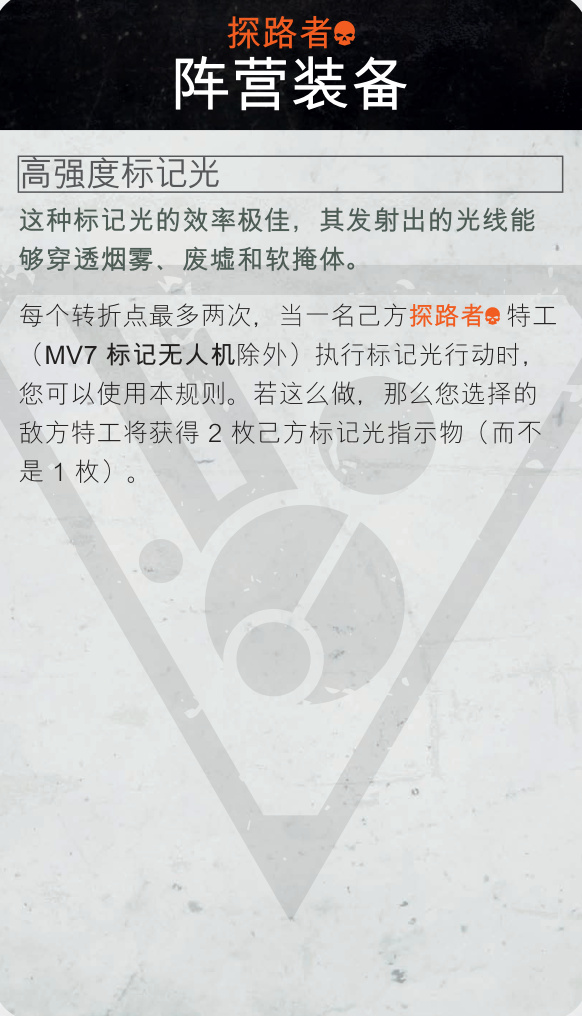 探路者
阵营装备
高强度标记光
这种标记光的效率极佳，其发射出的光线能
够穿透烟雾、废墟和软掩体。
每个转折点最多两次，当一名己方探路者特工
（MV7 标记无人机除外）执行标记光行动时，
您可以使用本规则。若这么做，那么您选择的
敌方特工将获得 2 枚己方标记光指示物（而不
是 1 枚）。